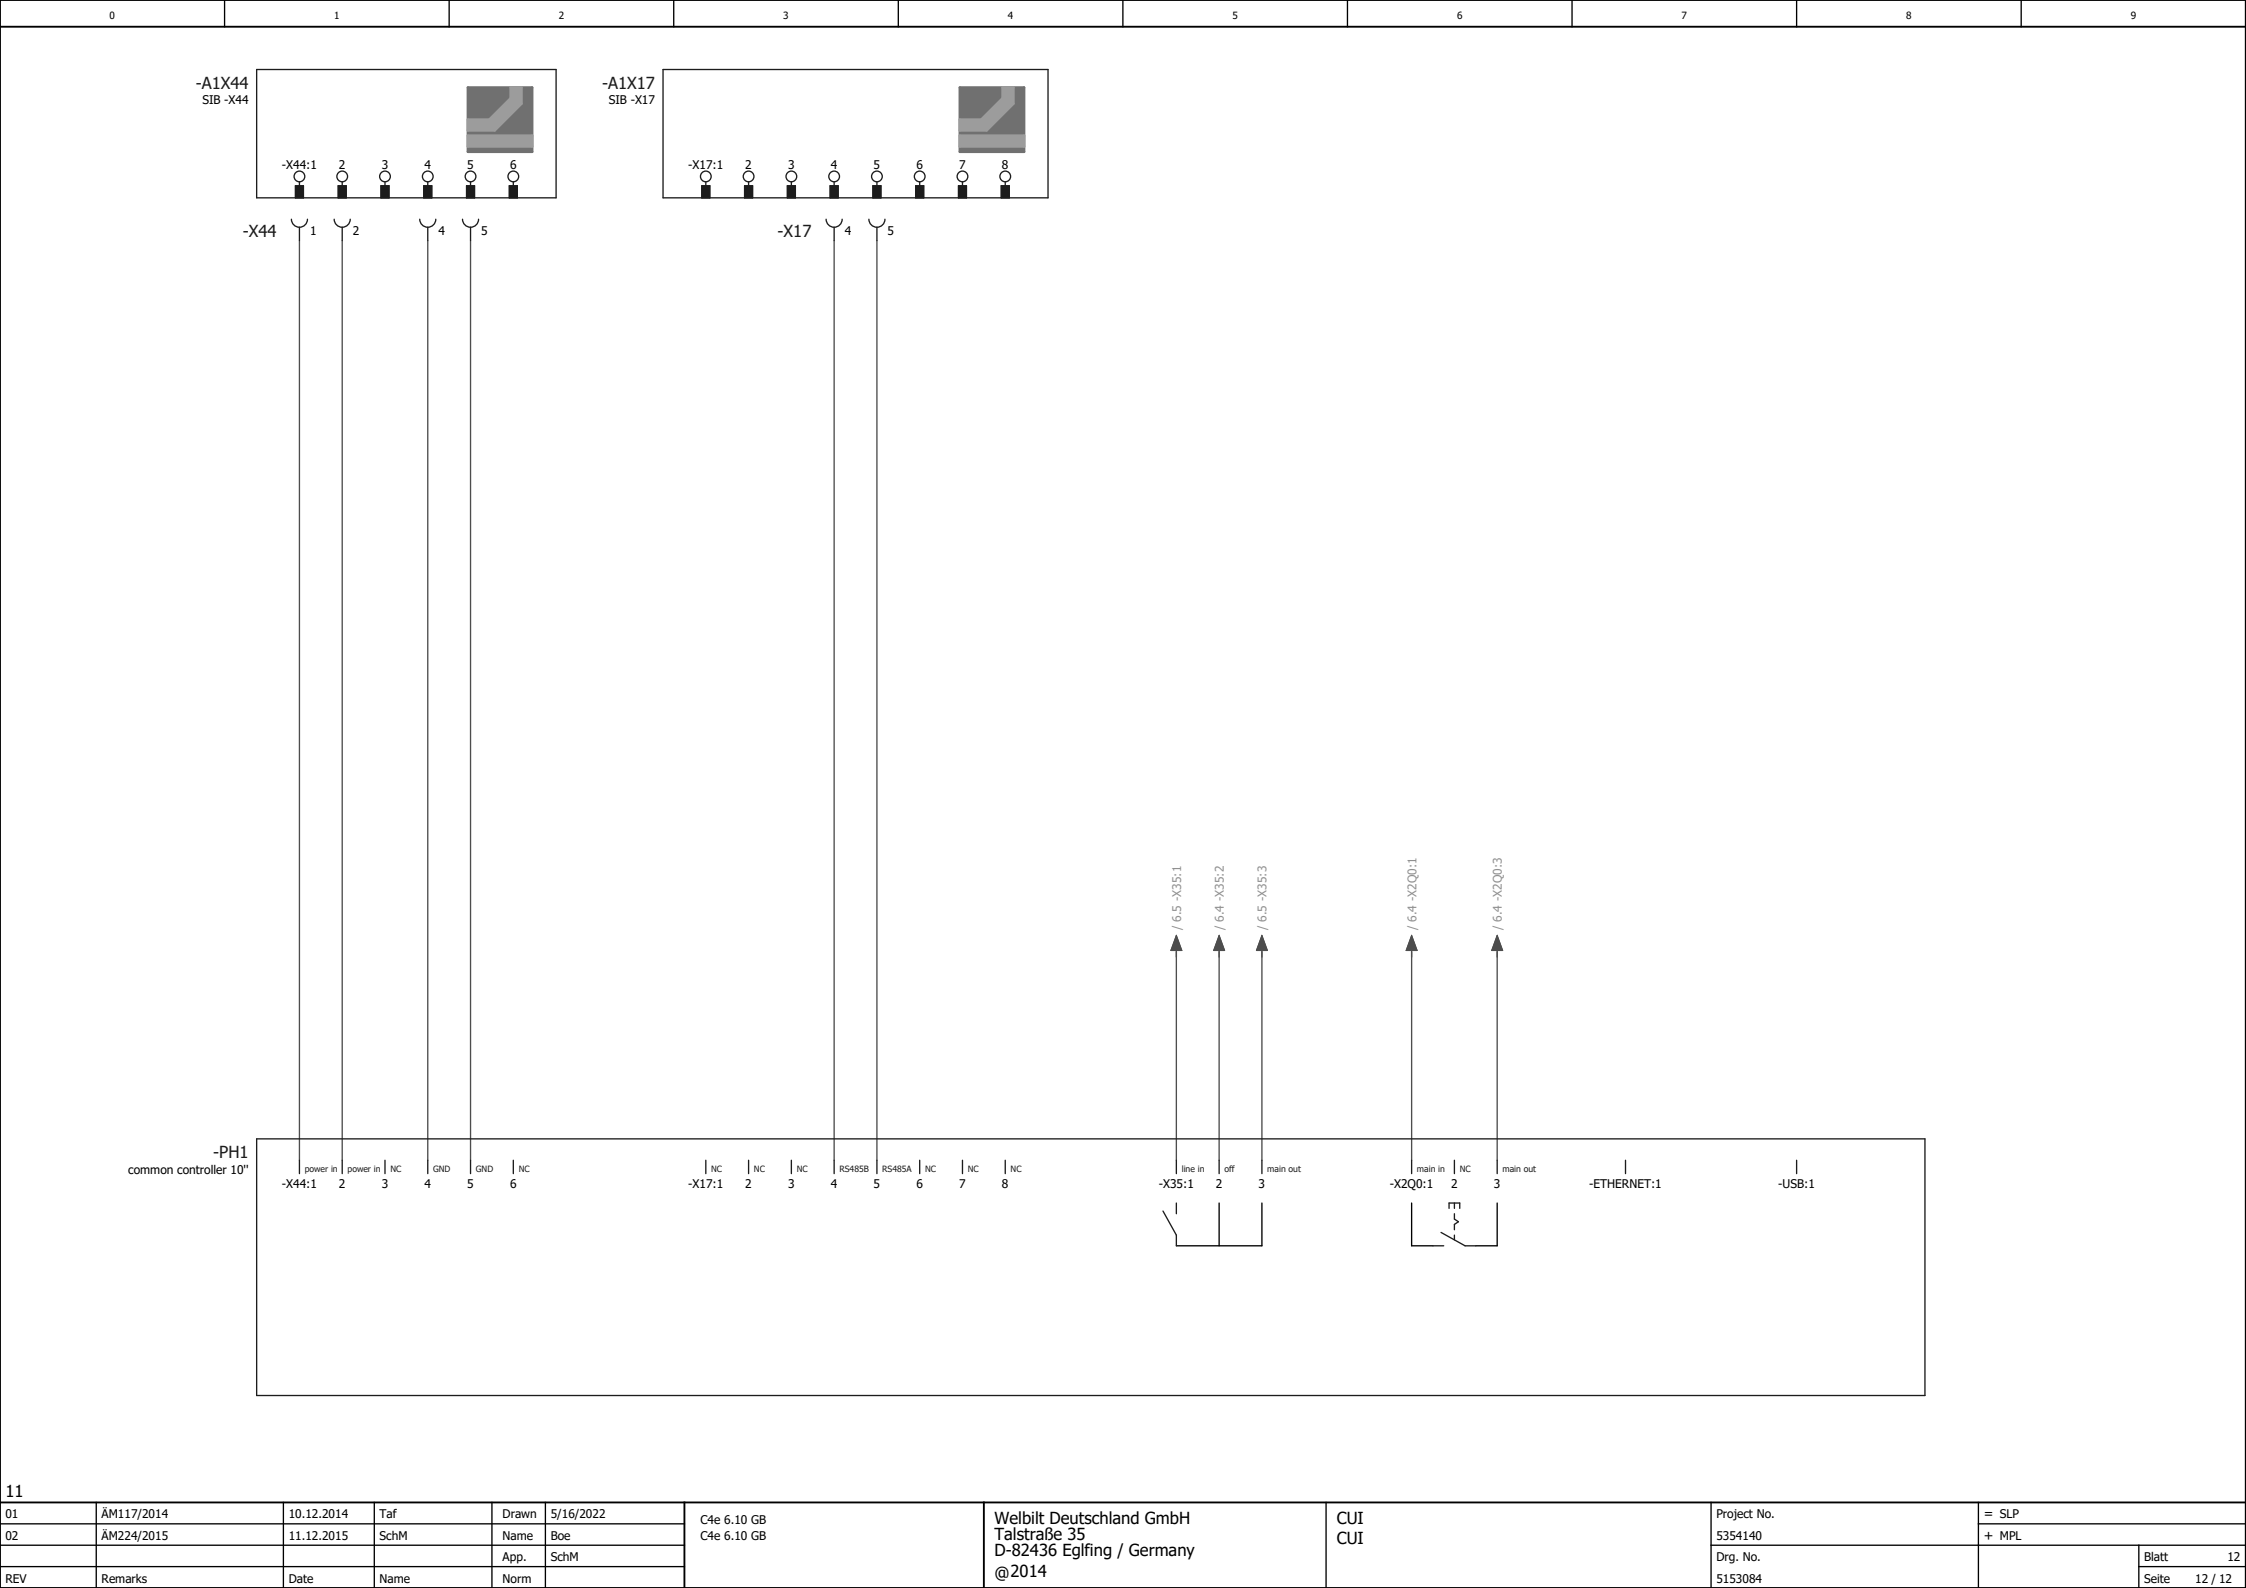 0 1 2 3 4 5 6 7 8 9
-A1X44
SIB -X44
-X44:1 2 3 4 5 6
-A1X17
SIB -X17
-X17:1 2 3 4 5 6 7 8
-X44 1 2 4 5
-X17 4 5
/ 6.5 -X35:1
/ 6.4 -X35:2
/ 6.5 -X35:3
/ 6.4 -X2Q0:1
/ 6.4 -X2Q0:3
-PH1
common controller 10"
power in power in NC GND GND NC
-X44:1 2 3 4 5 6
NC NC NC RS485B RS485A NC NC NC
-X17:1 2 3 4 5 6 7 8
line in off main out
-X35:1 2 3
main in NC main out
-X2Q0:1 2 3
-ETHERNET:1
-USB:1
11
01 ÄM117/2014 10.12.2014 Taf Drawn 5/16/2022
02 ÄM224/2015 11.12.2015 SchM Name Boe
App. SchM
REV Remarks Date Name Norm
C4e 6.10 GB
C4e 6.10 GB
Welbilt Deutschland GmbH
Talstraße 35
D-82436 Eglfing / Germany
@2014
CUI
CUI
Project No.
5354140
Drg. No.
5153084
= SLP
+ MPL
Blatt 12
Seite 12 / 12